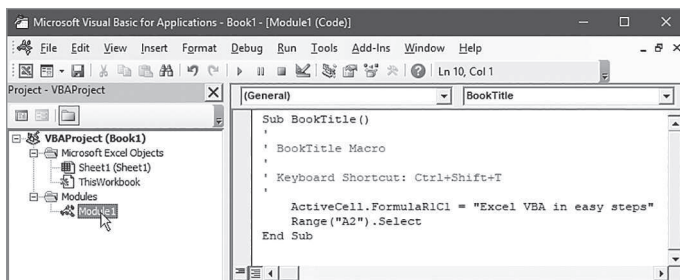 Microsoft Visual Basic for Applications - Book1 - [Module1 (Code)]
File Edit View Insert Format Debug Run Tools Add-Ins Window Help
Ln 10, Col 1
Project - VBAProject
(General) BookTitle
VBAProject (Book1)
Microsoft Excel Objects
Sheet1 (Sheet1)
ThisWorkbook
Modules
Module1
Sub BookTitle()
'
' BookTitle Macro
'
' Keyboard Shortcut: Ctrl+Shift+T
'
ActiveCell.FormulaR1C1 = "Excel VBA in easy steps"
Range("A2").Select
End Sub